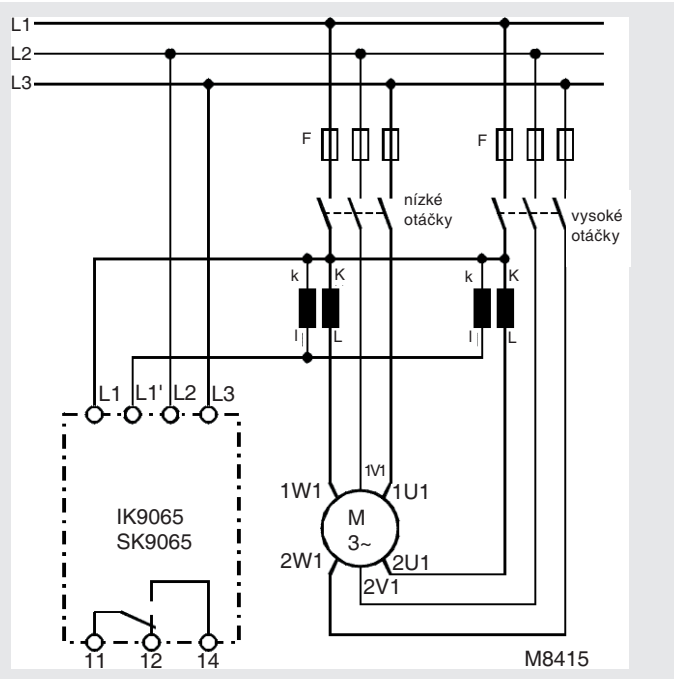 L1
L2
L3
F
F
nízké
otáčky
vysoké
otáčky
k
K
k
K
l
L
l
L
L1
L1'
L2
L3
1V1
1W1
1U1
IK9065
SK9065
M
3~
2W1
2U1
2V1
11
12
14
M8415